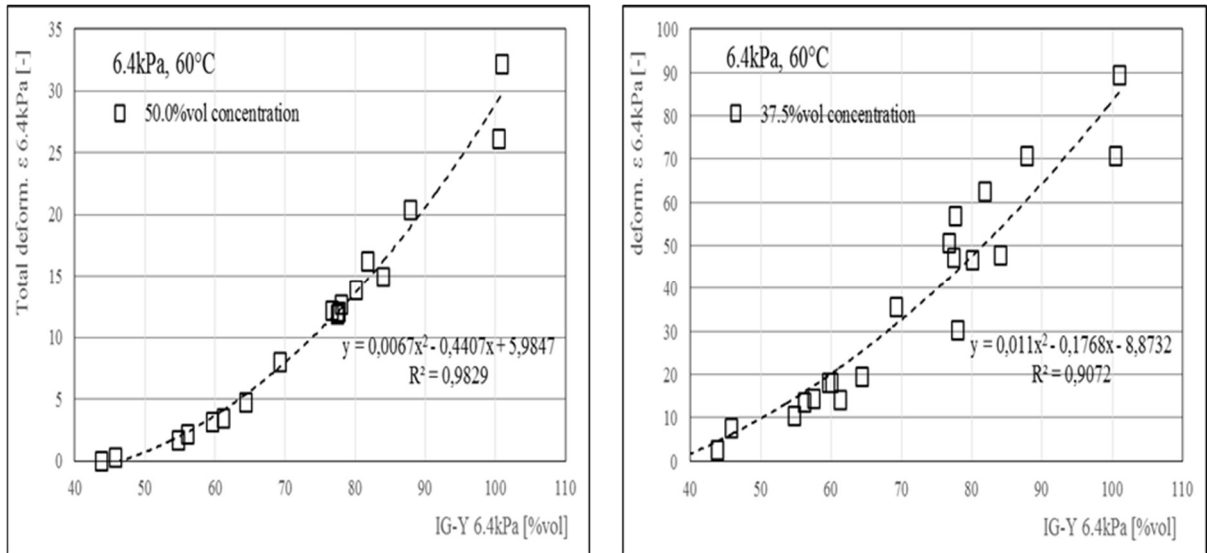 35
30
25
20
15
10
5
0
Total deform. ε 6.4kPa [-]
6.4kPa, 60°C
50.0%vol concentration
y = 0,0067x² - 0,4407x + 5,9847
R² = 0,9829
40 50 60 70 80 90 100 110
IG-Y 6.4kPa [%vol]
100
90
80
70
60
50
40
30
20
10
0
deform. ε 6.4kPa [-]
6.4kPa, 60°C
37.5%vol concentration
y = 0,011x² - 0,1768x - 8,8732
R² = 0,9072
40 50 60 70 80 90 100 110
IG-Y 6.4kPa [%vol]